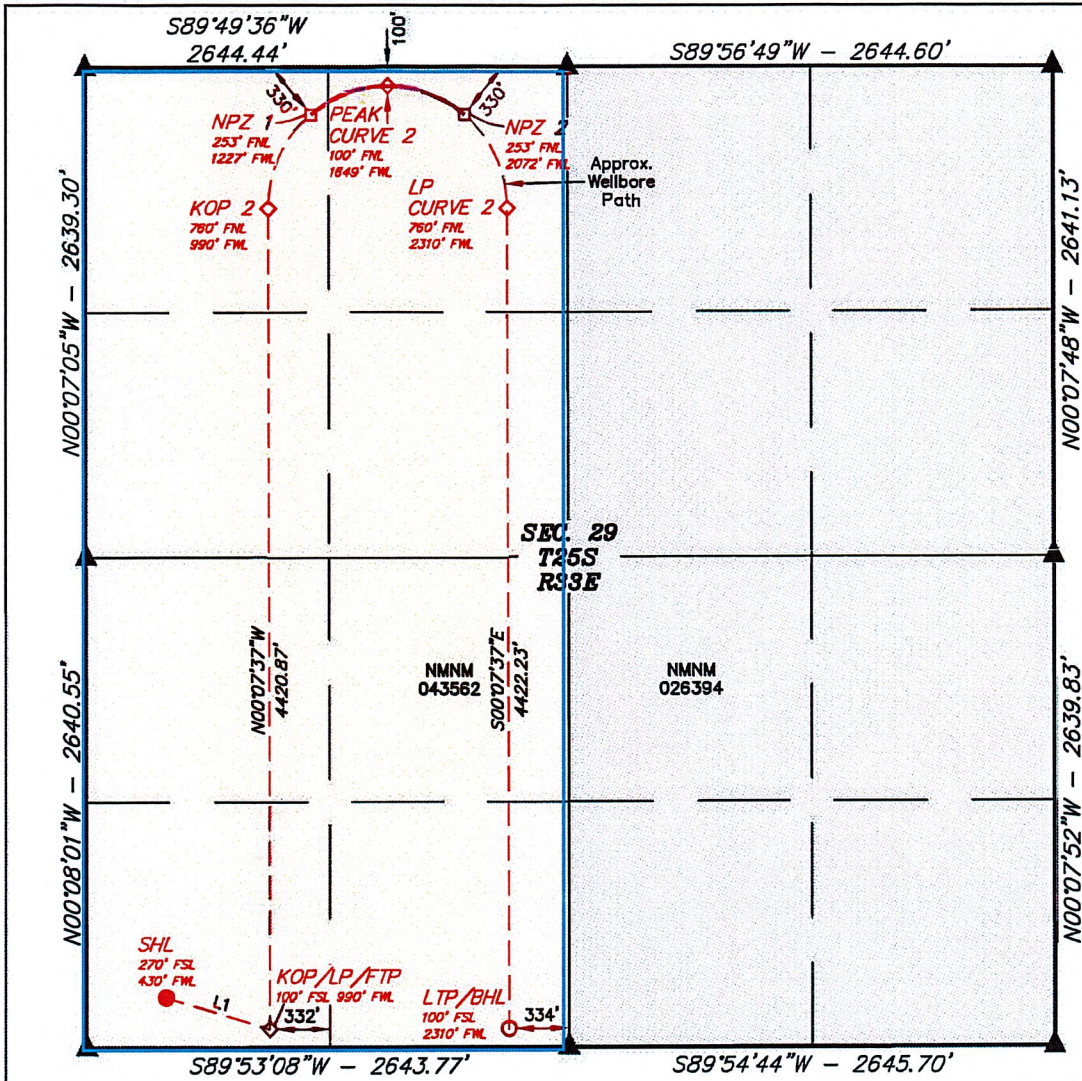 S89°49'36"W
2644.44'
100'
S89°56'49"W - 2644.60'
330'
330'
NPZ 1
253' FNL
1227' FWL
PEAK
CURVE 2
100' FNL
1649' FWL
NPZ 2
253' FNL
2072' FWL
Approx.
Wellbore
Path
KOP 2
760' FNL
990' FWL
LP
CURVE 2
760' FNL
2310' FWL
N00°07'05"W - 2639.30'
N00°07'48"W - 2641.13'
SEC. 29
T25S
R33E
N00°07'37"W
4420.87'
NMNM
043562
S00°07'37"E
4422.23'
NMNM
026394
N00°08'01"W - 2640.55'
N00°07'52"W - 2639.83'
SHL
270' FSL
430' FWL
L1
KOP/LP/FTP
100' FSL 990' FWL
332'
LTP/BHL
100' FSL
2310' FWL
334'
S89°53'08"W - 2643.77'
S89°54'44"W - 2645.70'